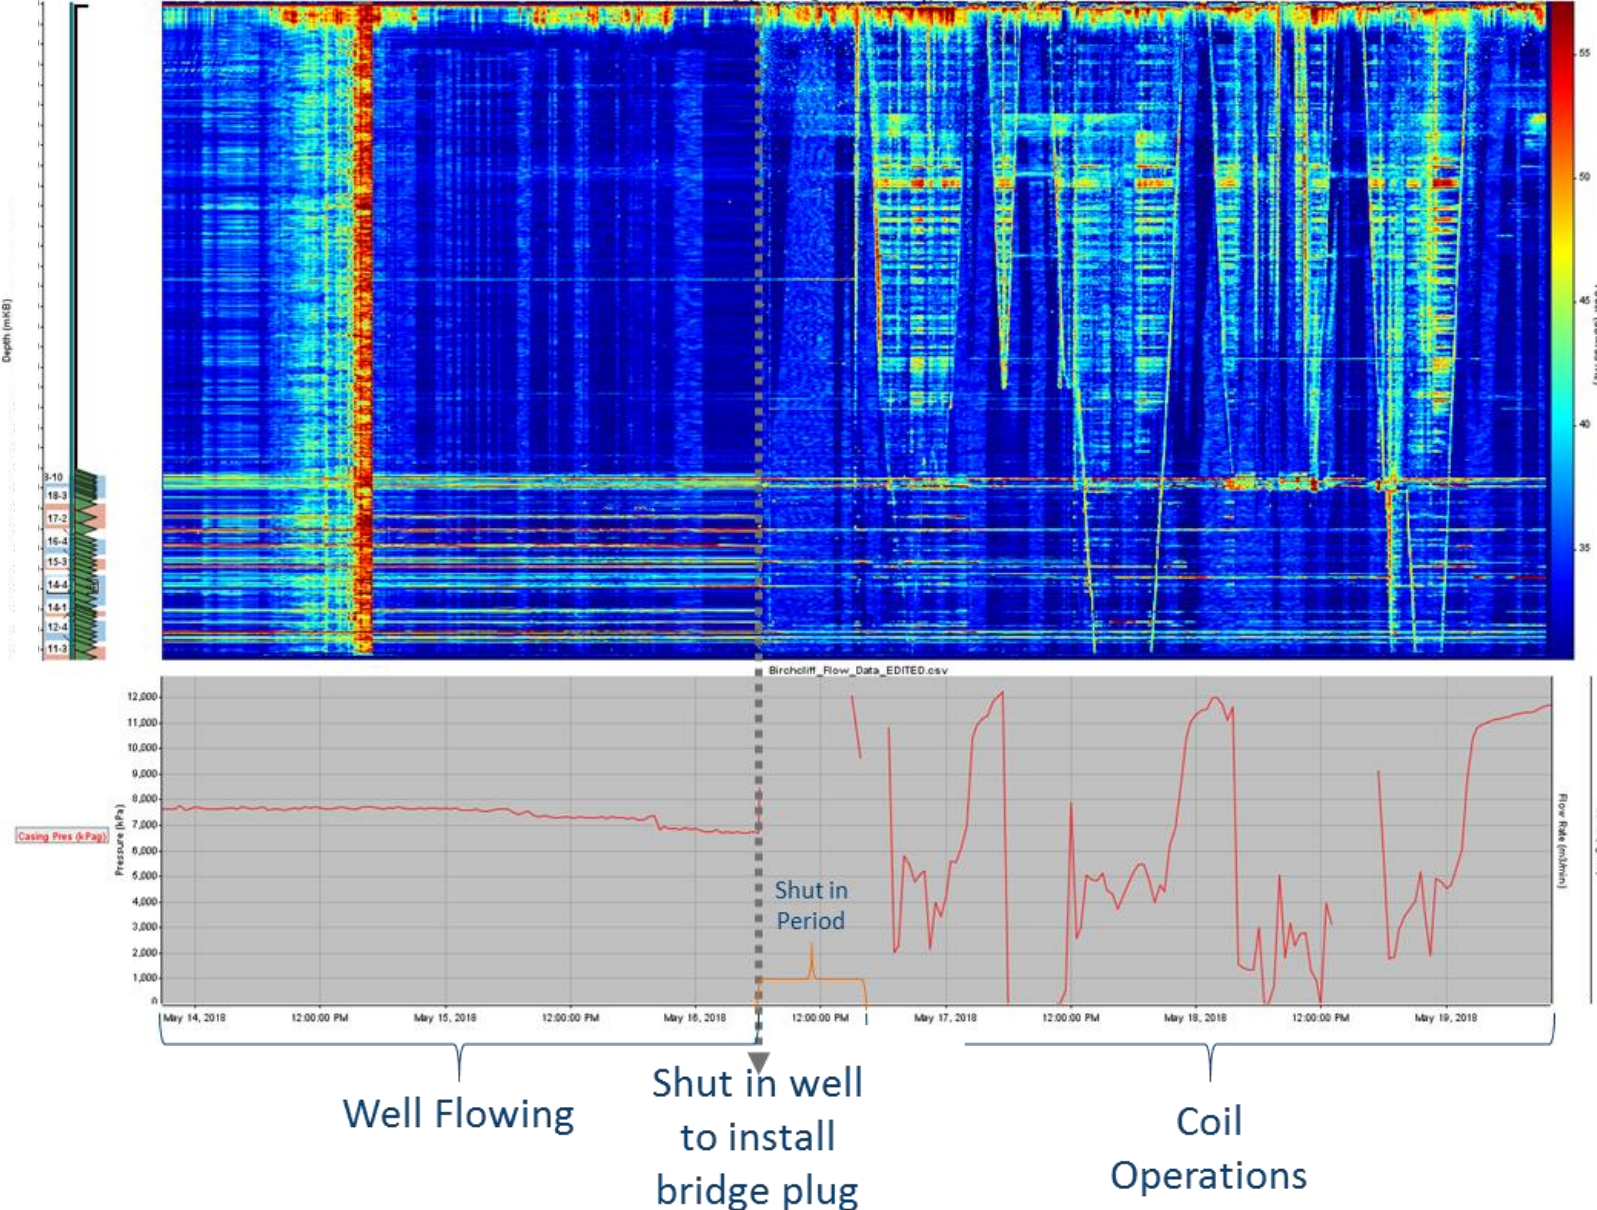 Depth (mKB)
3-10
18-3
17-2
16-4
15-3
14-4
14-1
12-4
11-3
55
50
45
40
35
Birchcliff_Flow_Data_EDITED.csv
Casing Pres (kPag)
Pressure (kPa)
12,000
11,000
10,000
9,000
8,000
7,000
6,000
5,000
4,000
3,000
2,000
1,000
0
Flow Rate (m3/min)
Shut in
Period
May 14, 2018
12:00:00 PM
May 15, 2018
12:00:00 PM
May 16, 2018
12:00:00 PM
May 17, 2018
12:00:00 PM
May 18, 2018
12:00:00 PM
May 19, 2018
Well Flowing
Shut in well
to install
bridge plug
Coil
Operations